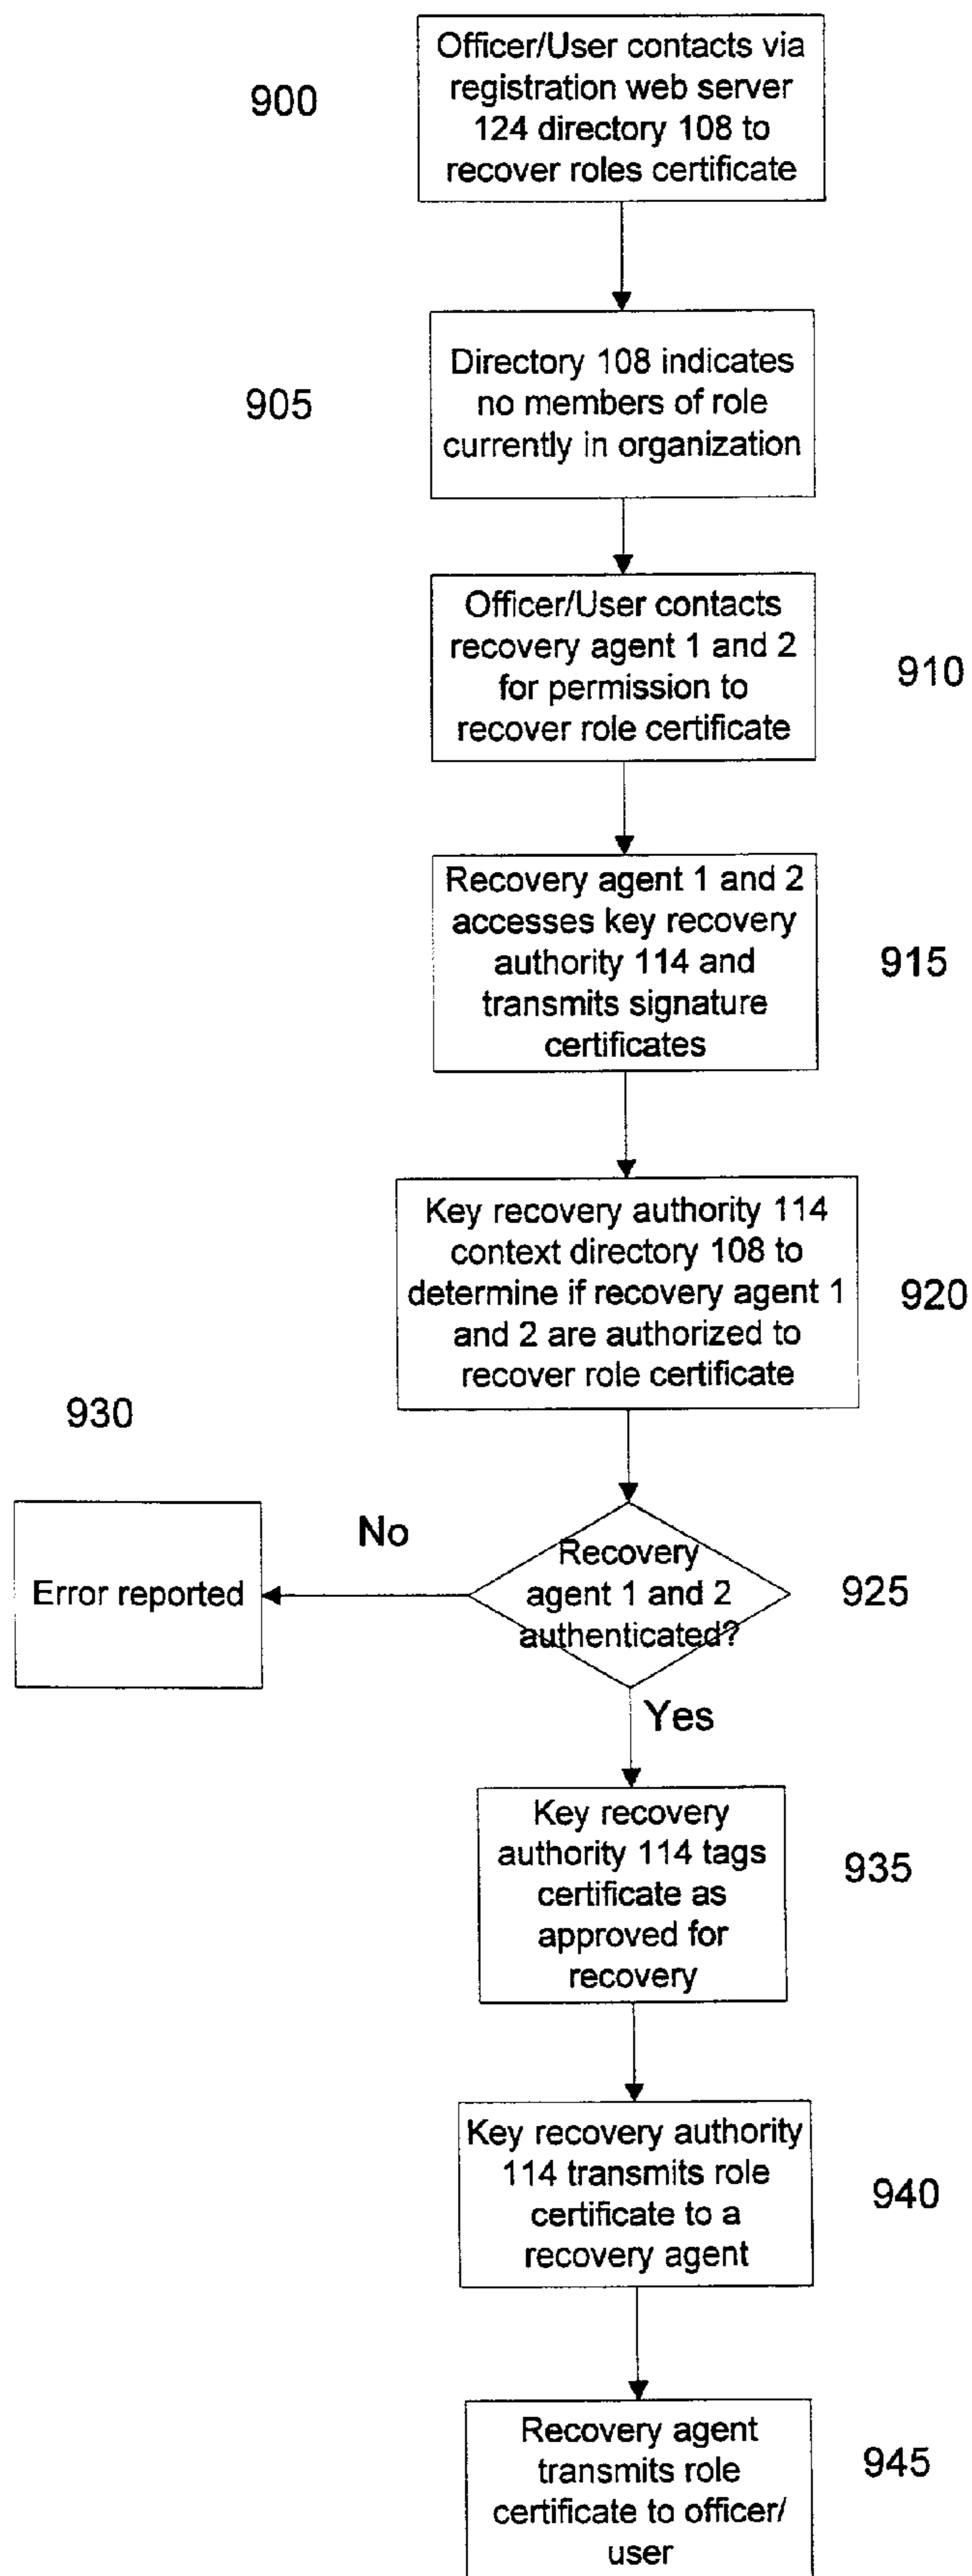 900
Officer/User contacts via
registration web server
124 directory 108 to
recover roles certificate
905
Directory 108 indicates
no members of role
currently in organization
Officer/User contacts
recovery agent 1 and 2
for permission to
recover role certificate
910
Recovery agent 1 and 2
accesses key recovery
authority 114 and
transmits signature
certificates
915
Key recovery authority 114
context directory 108 to
determine if recovery agent 1
and 2 are authorized to
recover role certificate
920
930
Error reported
No
Recovery
agent 1 and 2
authenticated?
925
Yes
Key recovery
authority 114 tags
certificate as
approved for
recovery
935
Key recovery authority
114 transmits role
certificate to a
recovery agent
940
Recovery agent
transmits role
certificate to officer/
user
945